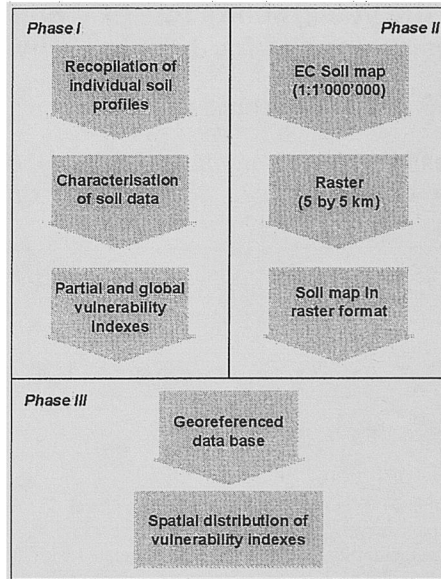 Phase I
Recopilation of
individual soil
profiles
Characterisation
of soil data
Partial and global
vulnerability
indexes
Phase II
EC Soil map
(1:1'000'000)
Raster
(5 by 5 km)
Soil map in
raster format
Phase III
Georeferenced
data base
Spatial distribution of
vulnerability indexes